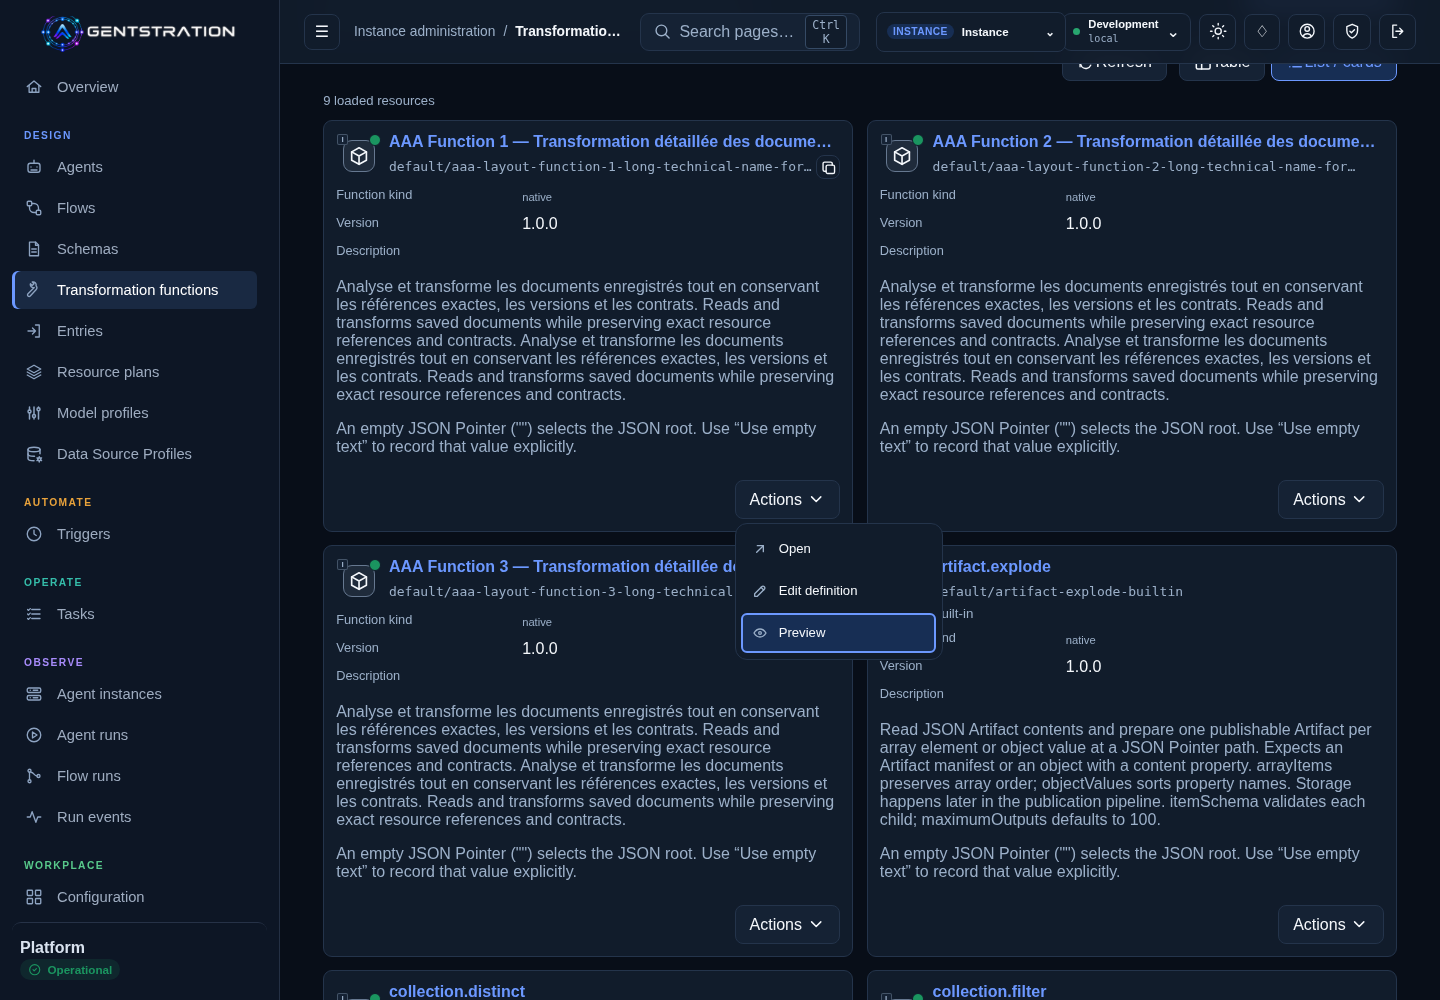 GENTSTRATION
Overview
DESIGN
Agents
Flows
Schemas
Transformation functions
Entries
Resource plans
Model profiles
Data Source Profiles
AUTOMATE
Triggers
OPERATE
Tasks
OBSERVE
Agent instances
Agent runs
Flow runs
Run events
WORKPLACE
Configuration
Platform
Operational
Instance administration / Transformatio…
Search pages…
Ctrl
K
INSTANCE Instance
Development
local
Refresh Table List / cards
9 loaded resources
AAA Function 1 — Transformation détaillée des docume…
default/aaa-layout-function-1-long-technical-name-for…
Function kind native
Version 1.0.0
Description
Analyse et transforme les documents enregistrés tout en conservant
les références exactes, les versions et les contrats. Reads and
transforms saved documents while preserving exact resource
references and contracts. Analyse et transforme les documents
enregistrés tout en conservant les références exactes, les versions et
les contrats. Reads and transforms saved documents while preserving
exact resource references and contracts.
An empty JSON Pointer ("") selects the JSON root. Use “Use empty
text” to record that value explicitly.
Actions
AAA Function 2 — Transformation détaillée des docume…
default/aaa-layout-function-2-long-technical-name-for…
Function kind native
Version 1.0.0
Description
Analyse et transforme les documents enregistrés tout en conservant
les références exactes, les versions et les contrats. Reads and
transforms saved documents while preserving exact resource
references and contracts. Analyse et transforme les documents
enregistrés tout en conservant les références exactes, les versions et
les contrats. Reads and transforms saved documents while preserving
exact resource references and contracts.
An empty JSON Pointer ("") selects the JSON root. Use “Use empty
text” to record that value explicitly.
Actions
Open
Edit definition
Preview
AAA Function 3 — Transformation détaillée de
default/aaa-layout-function-3-long-technical
Function kind native
Version 1.0.0
Description
Analyse et transforme les documents enregistrés tout en conservant
les références exactes, les versions et les contrats. Reads and
transforms saved documents while preserving exact resource
references and contracts. Analyse et transforme les documents
enregistrés tout en conservant les références exactes, les versions et
les contrats. Reads and transforms saved documents while preserving
exact resource references and contracts.
An empty JSON Pointer ("") selects the JSON root. Use “Use empty
text” to record that value explicitly.
Actions
rtifact.explode
efault/artifact-explode-builtin
uilt-in
nd native
Version 1.0.0
Description
Read JSON Artifact contents and prepare one publishable Artifact per
array element or object value at a JSON Pointer path. Expects an
Artifact manifest or an object with a content property. arrayItems
preserves array order; objectValues sorts property names. Storage
happens later in the publication pipeline. itemSchema validates each
child; maximumOutputs defaults to 100.
An empty JSON Pointer ("") selects the JSON root. Use “Use empty
text” to record that value explicitly.
Actions
collection.distinct
collection.filter